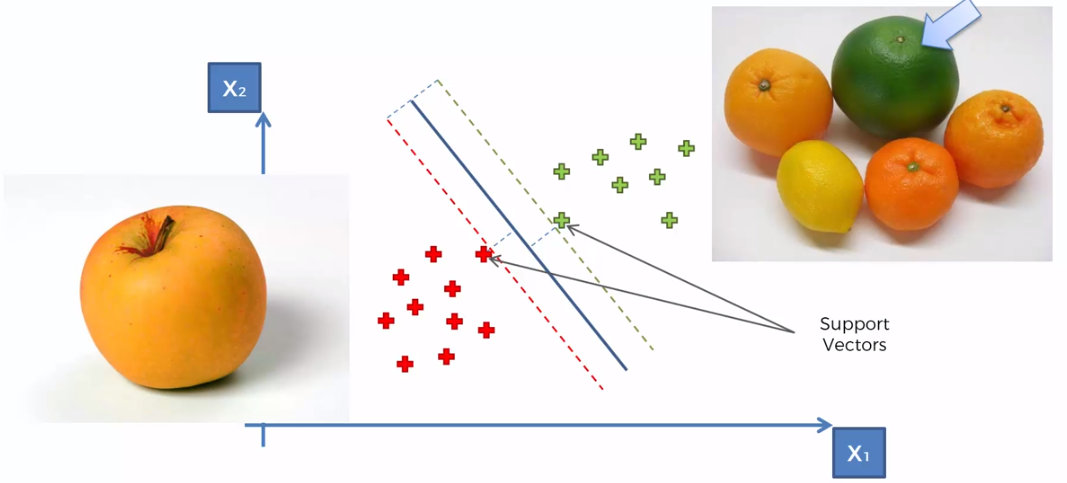 X₂
Support
Vectors
X₁